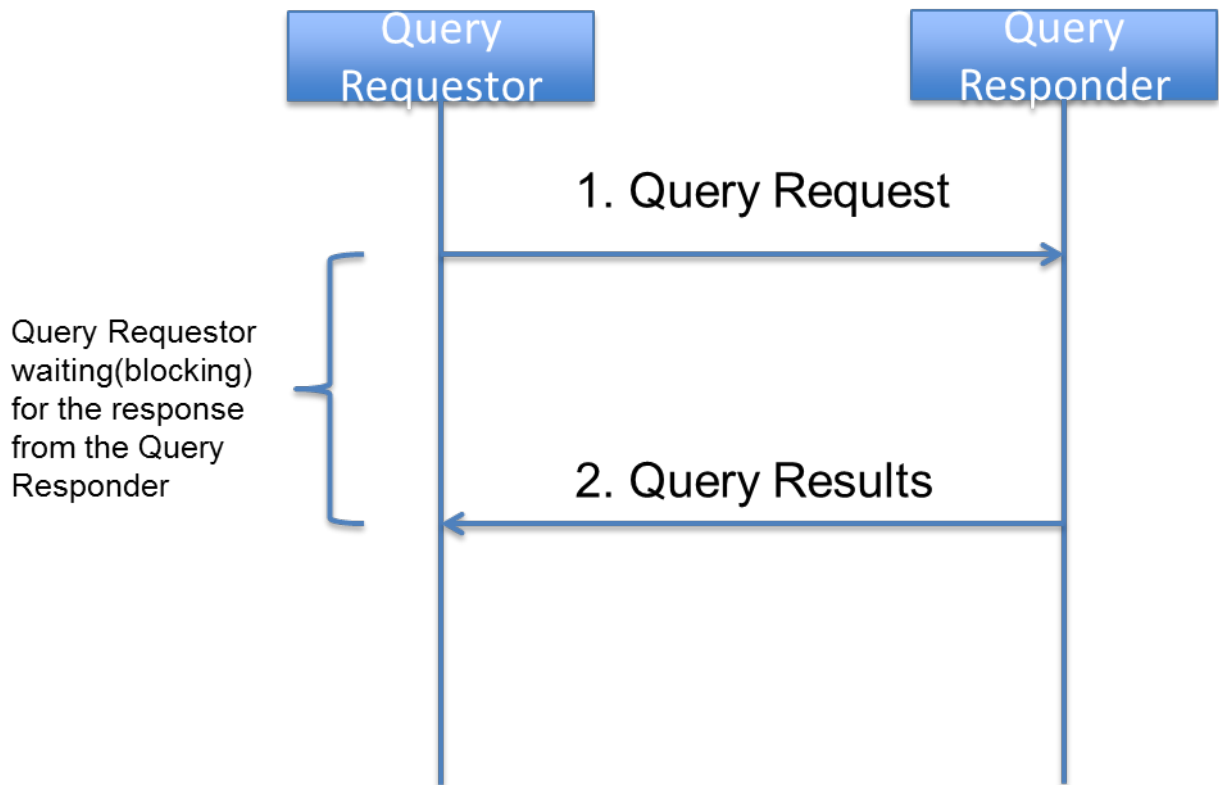 Query
Requestor
Query
Responder
1. Query Request
Query Requestor
waiting(blocking)
for the response
from the Query
Responder
2. Query Results